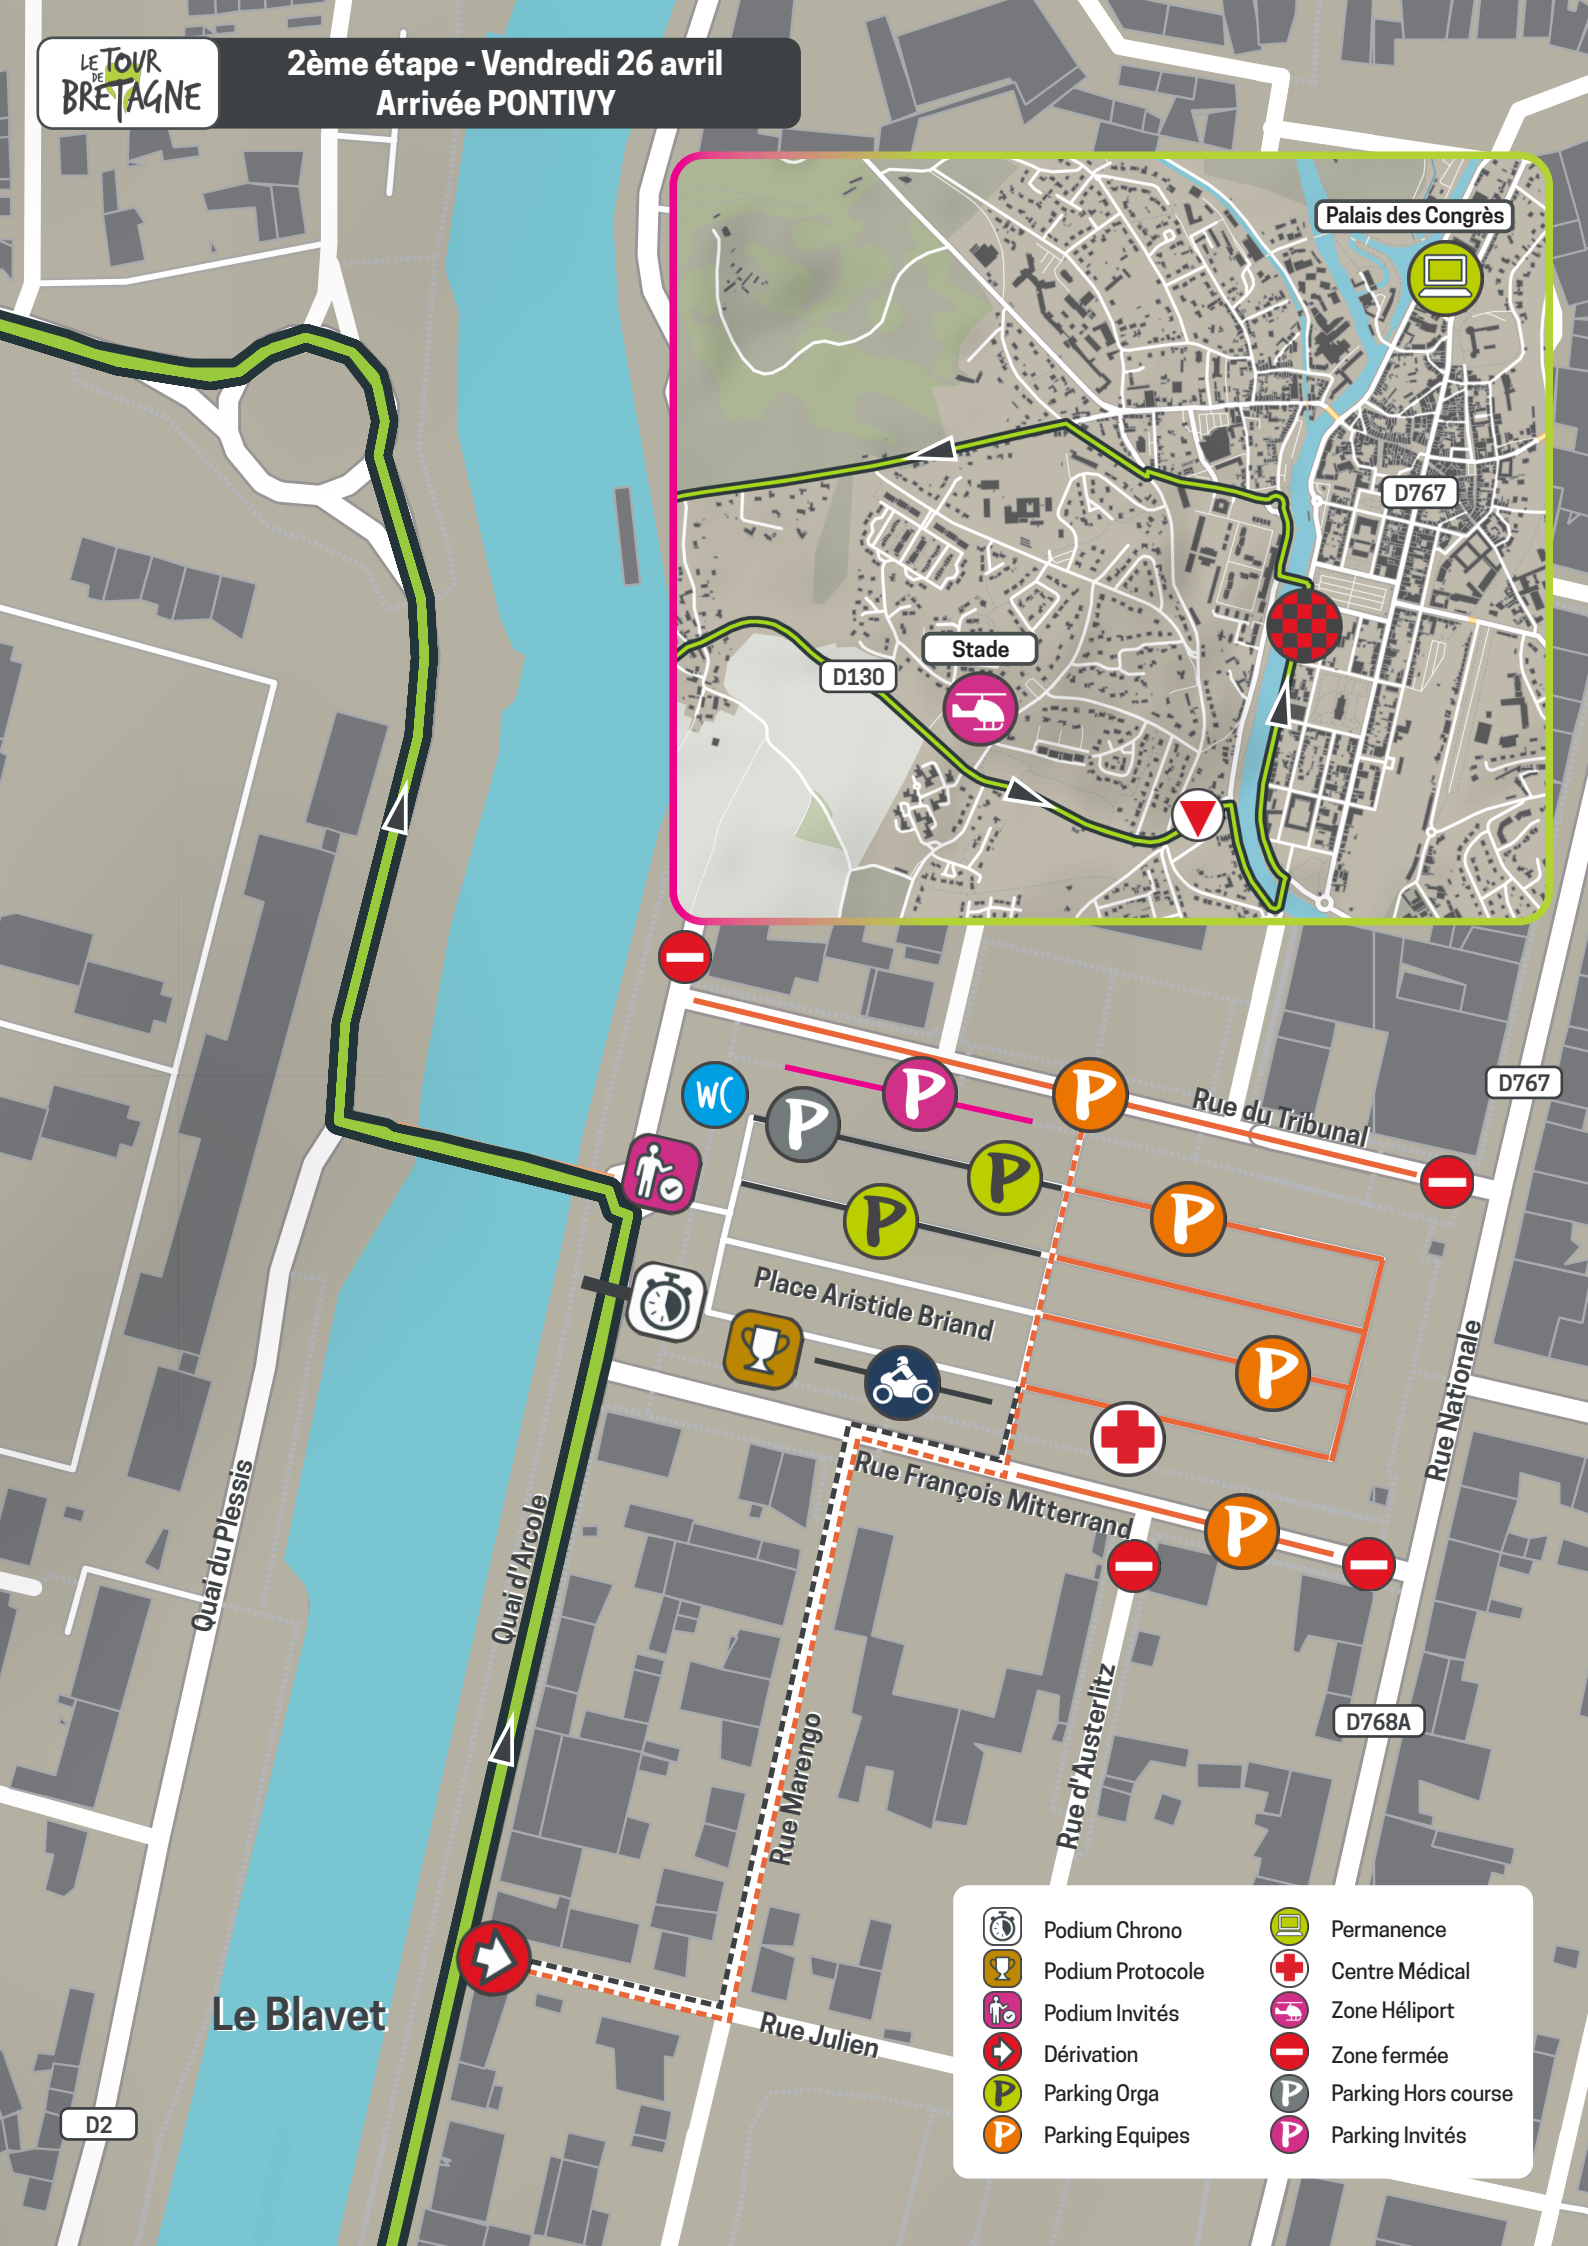 LE TOUR
DE
BRETAGNE
2ème étape - Vendredi 26 avril
Arrivée PONTIVY
Palais des Congrès
D767
Stade
D130
D767
WC
P
P
P
P
P
P
P
P
Rue du Tribunal
Place Aristide Briand
Rue François Mitterrand
Rue Nationale
Quai du Plessis
Quai d'Arcole
Rue Marengo
Rue d'Austerlitz
D768A
Le Blavet
Rue Julien
D2
Podium Chrono
Podium Protocole
Podium Invités
Dérivation
P Parking Orga
P Parking Equipes
Permanence
Centre Médical
Zone Héliport
Zone fermée
P Parking Hors course
P Parking Invités